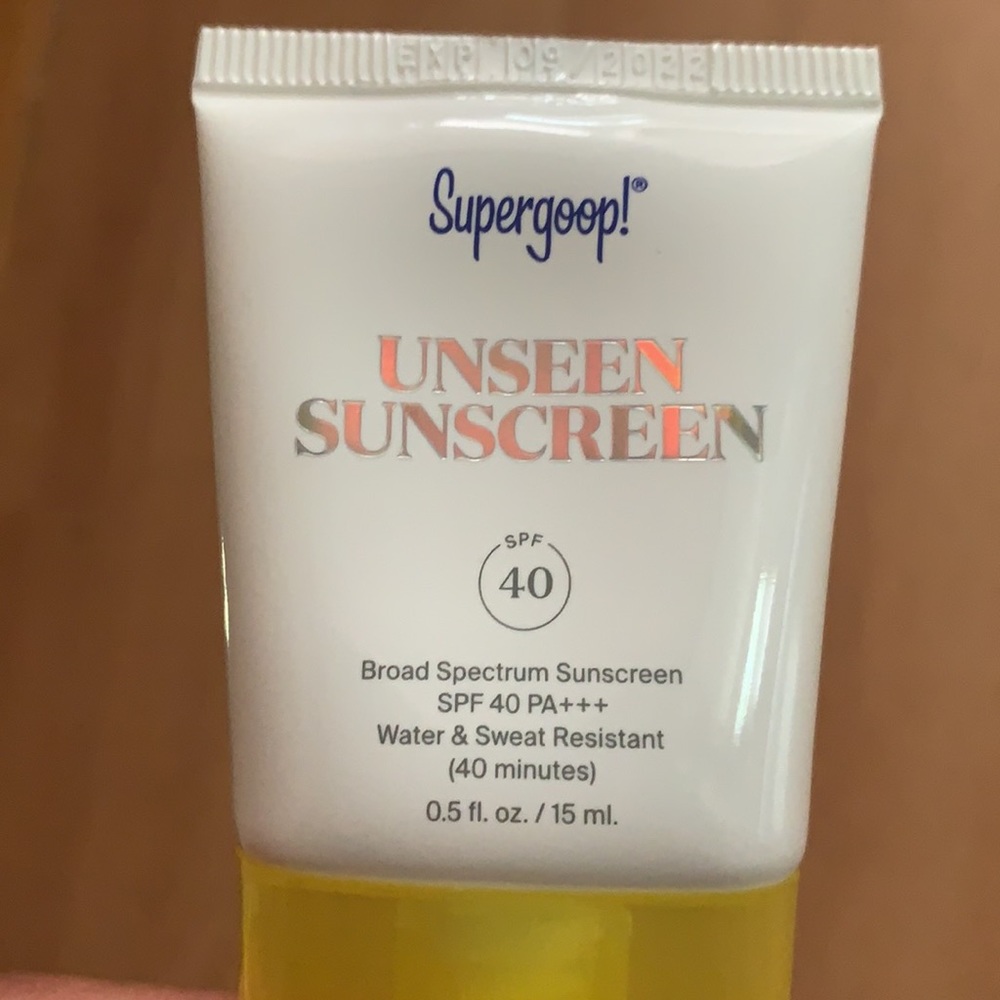 EXP 09/2022
Supergoop!®
UNSEEN
SUNSCREEN
SPF
40
Broad Spectrum Sunscreen
SPF 40 PA+++
Water & Sweat Resistant
(40 minutes)
0.5 fl. oz. / 15 ml.